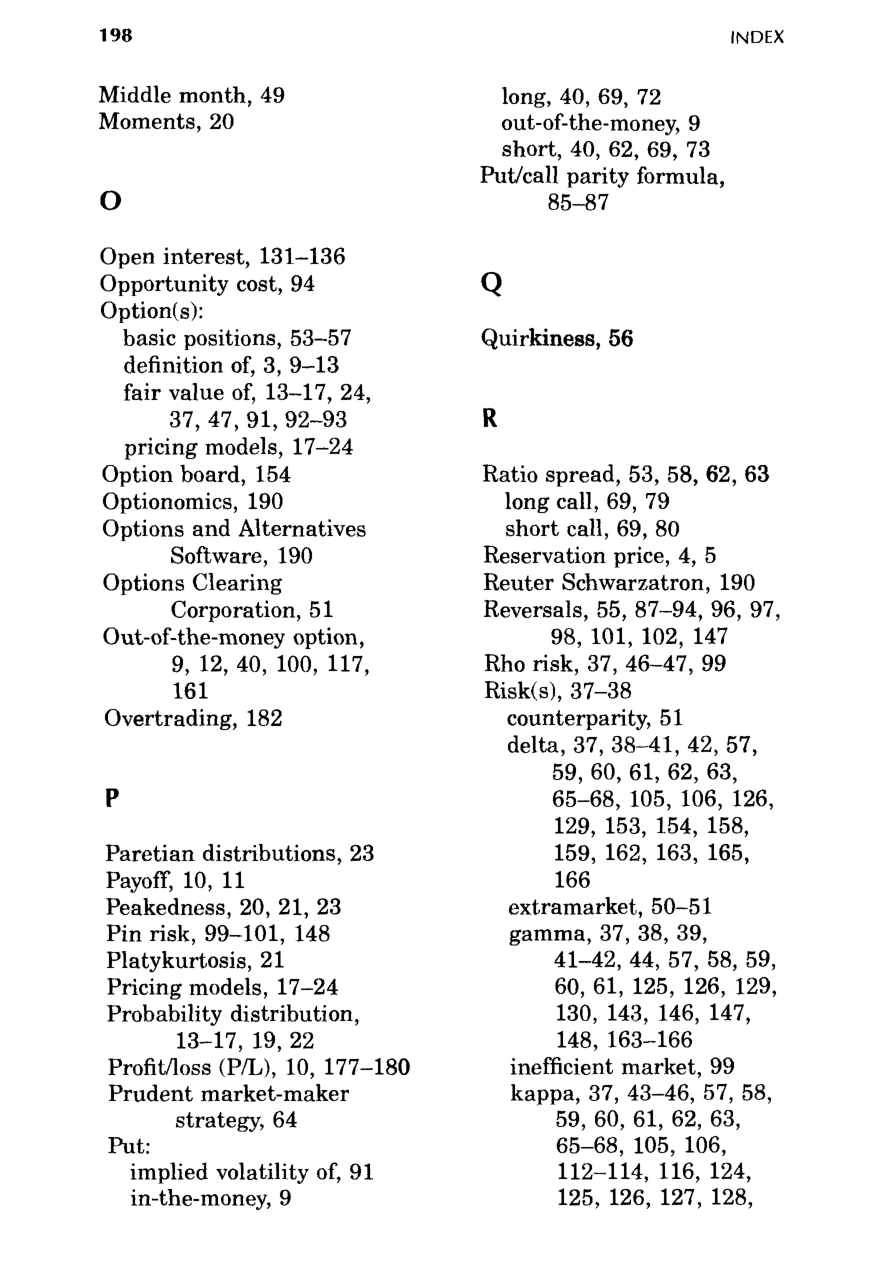 198
INDEX
Middle month, 49
Moments, 20
O
Open interest, 131–136
Opportunity cost, 94
Option(s):
basic positions, 53–57
definition of, 3, 9–13
fair value of, 13–17, 24,
37, 47, 91, 92–93
pricing models, 17–24
Option board, 154
Optionomics, 190
Options and Alternatives
Software, 190
Options Clearing
Corporation, 51
Out-of-the-money option,
9, 12, 40, 100, 117,
161
Overtrading, 182
P
Paretian distributions, 23
Payoff, 10, 11
Peakedness, 20, 21, 23
Pin risk, 99–101, 148
Platykurtosis, 21
Pricing models, 17–24
Probability distribution,
13–17, 19, 22
Profit/loss (P/L), 10, 177–180
Prudent market-maker
strategy, 64
Put:
implied volatility of, 91
in-the-money, 9
long, 40, 69, 72
out-of-the-money, 9
short, 40, 62, 69, 73
Put/call parity formula,
85–87
Q
Quirkiness, 56
R
Ratio spread, 53, 58, 62, 63
long call, 69, 79
short call, 69, 80
Reservation price, 4, 5
Reuter Schwarzatron, 190
Reversals, 55, 87–94, 96, 97,
98, 101, 102, 147
Rho risk, 37, 46–47, 99
Risk(s), 37–38
counterparity, 51
delta, 37, 38–41, 42, 57,
59, 60, 61, 62, 63,
65–68, 105, 106, 126,
129, 153, 154, 158,
159, 162, 163, 165,
166
extramarket, 50–51
gamma, 37, 38, 39,
41–42, 44, 57, 58, 59,
60, 61, 125, 126, 129,
130, 143, 146, 147,
148, 163–166
inefficient market, 99
kappa, 37, 43–46, 57, 58,
59, 60, 61, 62, 63,
65–68, 105, 106,
112–114, 116, 124,
125, 126, 127, 128,